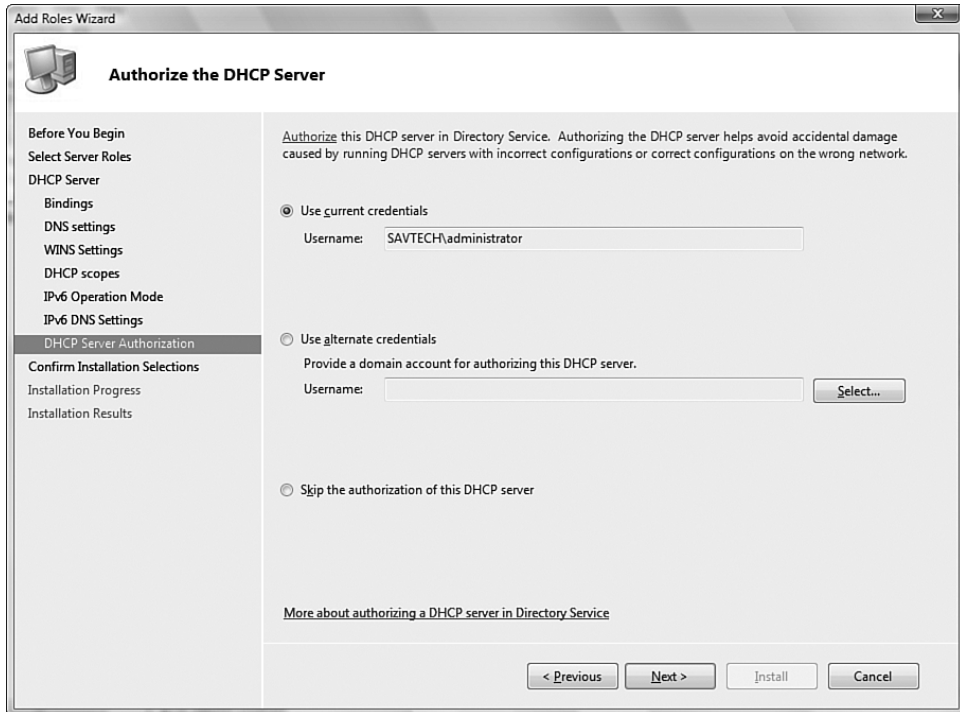 Add Roles Wizard
Authorize the DHCP Server
Before You Begin
Select Server Roles
DHCP Server
Bindings
DNS settings
WINS Settings
DHCP scopes
IPv6 Operation Mode
IPv6 DNS Settings
DHCP Server Authorization
Confirm Installation Selections
Installation Progress
Installation Results
Authorize this DHCP server in Directory Service. Authorizing the DHCP server helps avoid accidental damage
caused by running DHCP servers with incorrect configurations or correct configurations on the wrong network.
Use current credentials
Username: SAVTECH\administrator
Use alternate credentials
Provide a domain account for authorizing this DHCP server.
Username:
Select...
Skip the authorization of this DHCP server
More about authorizing a DHCP server in Directory Service
< Previous Next > Install Cancel